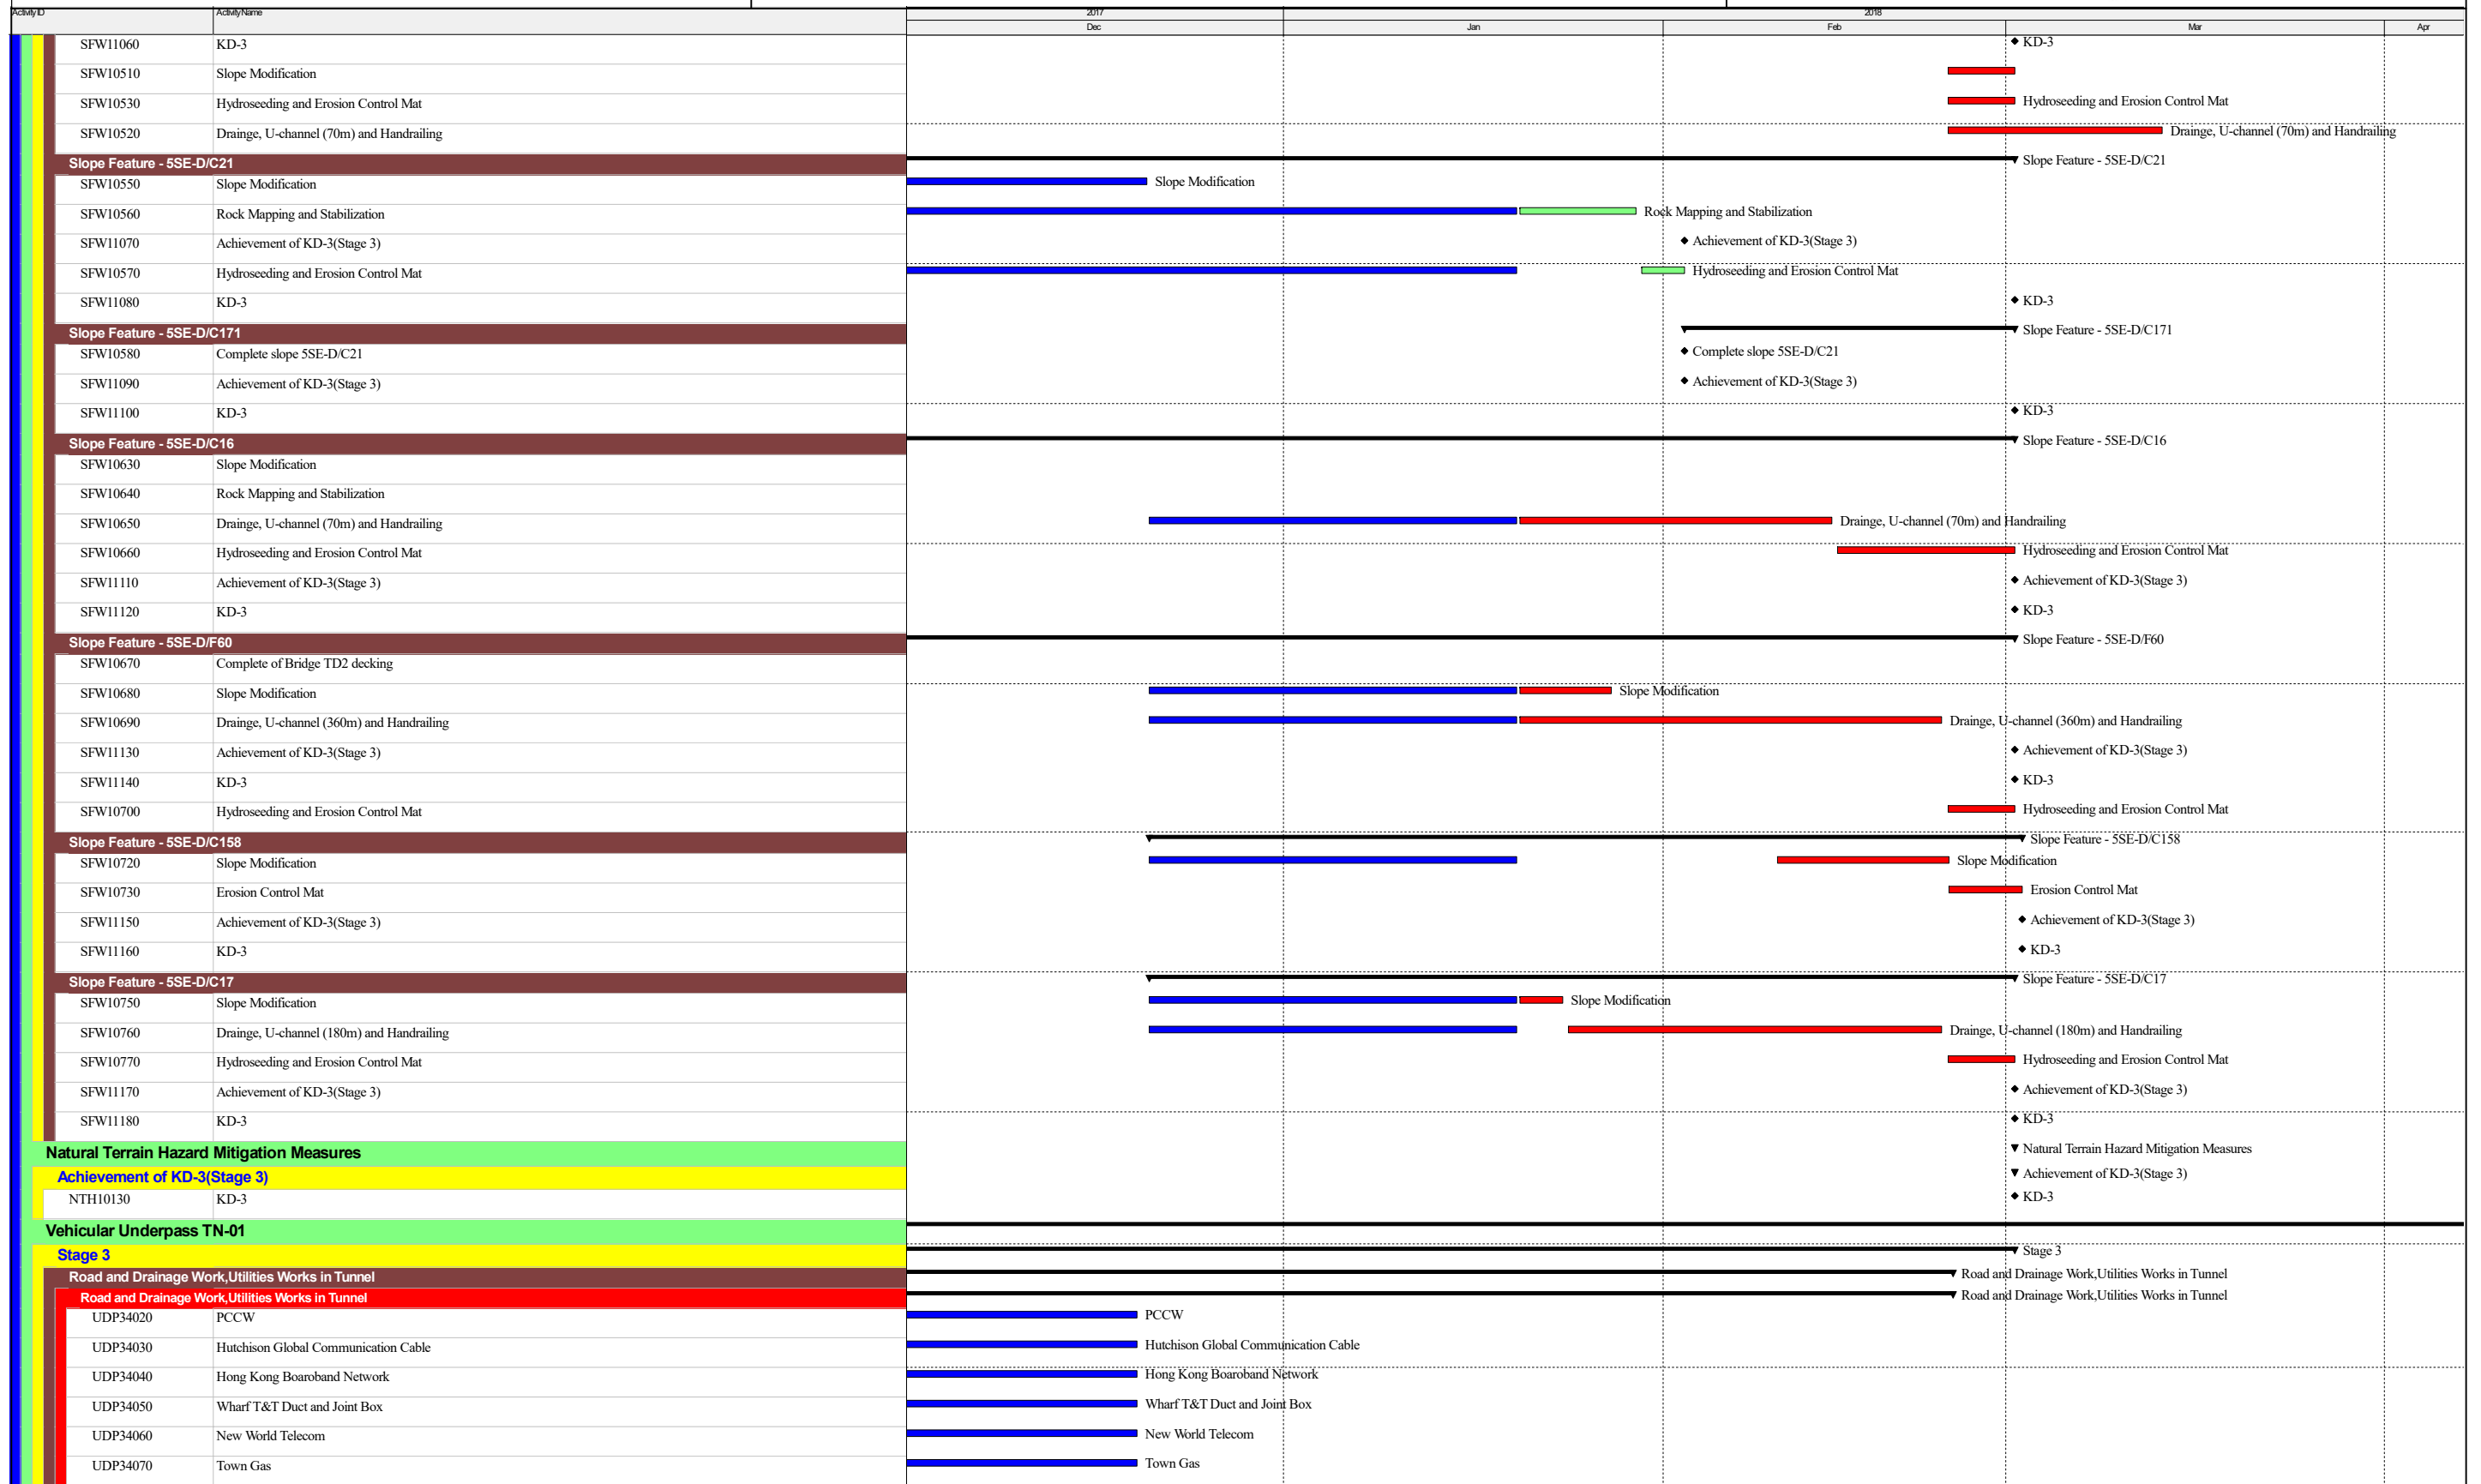 Activity ID Activity Name 2017 2018
Dec Jan Feb Mar Apr
SFW11060 KD-3 KD-3
SFW10510 Slope Modification
SFW10530 Hydroseeding and Erosion Control Mat Hydroseeding and Erosion Control Mat
SFW10520 Drainge, U-channel (70m) and Handrailing Drainge, U-channel (70m) and Handrailing
Slope Feature - 5SE-D/C21 Slope Feature - 5SE-D/C21
SFW10550 Slope Modification Slope Modification
SFW10560 Rock Mapping and Stabilization Rock Mapping and Stabilization
SFW11070 Achievement of KD-3(Stage 3) Achievement of KD-3(Stage 3)
SFW10570 Hydroseeding and Erosion Control Mat Hydroseeding and Erosion Control Mat
SFW11080 KD-3 KD-3
Slope Feature - 5SE-D/C171 Slope Feature - 5SE-D/C171
SFW10580 Complete slope 5SE-D/C21 Complete slope 5SE-D/C21
SFW11090 Achievement of KD-3(Stage 3) Achievement of KD-3(Stage 3)
SFW11100 KD-3 KD-3
Slope Feature - 5SE-D/C16 Slope Feature - 5SE-D/C16
SFW10630 Slope Modification
SFW10640 Rock Mapping and Stabilization
SFW10650 Drainge, U-channel (70m) and Handrailing Drainge, U-channel (70m) and Handrailing
SFW10660 Hydroseeding and Erosion Control Mat Hydroseeding and Erosion Control Mat
SFW11110 Achievement of KD-3(Stage 3) Achievement of KD-3(Stage 3)
SFW11120 KD-3 KD-3
Slope Feature - 5SE-D/F60 Slope Feature - 5SE-D/F60
SFW10670 Complete of Bridge TD2 decking
SFW10680 Slope Modification Slope Modification
SFW10690 Drainge, U-channel (360m) and Handrailing Drainge, U-channel (360m) and Handrailing
SFW11130 Achievement of KD-3(Stage 3) Achievement of KD-3(Stage 3)
SFW11140 KD-3 KD-3
SFW10700 Hydroseeding and Erosion Control Mat Hydroseeding and Erosion Control Mat
Slope Feature - 5SE-D/C158 Slope Feature - 5SE-D/C158
SFW10720 Slope Modification Slope Modification
SFW10730 Erosion Control Mat Erosion Control Mat
SFW11150 Achievement of KD-3(Stage 3) Achievement of KD-3(Stage 3)
SFW11160 KD-3 KD-3
Slope Feature - 5SE-D/C17 Slope Feature - 5SE-D/C17
SFW10750 Slope Modification Slope Modification
SFW10760 Drainge, U-channel (180m) and Handrailing Drainge, U-channel (180m) and Handrailing
SFW10770 Hydroseeding and Erosion Control Mat Hydroseeding and Erosion Control Mat
SFW11170 Achievement of KD-3(Stage 3) Achievement of KD-3(Stage 3)
SFW11180 KD-3 KD-3
Natural Terrain Hazard Mitigation Measures Natural Terrain Hazard Mitigation Measures
Achievement of KD-3(Stage 3) Achievement of KD-3(Stage 3)
NTH10130 KD-3 KD-3
Vehicular Underpass TN-01
Stage 3 Stage 3
Road and Drainage Work,Utilities Works in Tunnel Road and Drainage Work,Utilities Works in Tunnel
Road and Drainage Work,Utilities Works in Tunnel Road and Drainage Work,Utilities Works in Tunnel
UDP34020 PCCW PCCW
UDP34030 Hutchison Global Communication Cable Hutchison Global Communication Cable
UDP34040 Hong Kong Boaroband Network Hong Kong Boaroband Network
UDP34050 Wharf T&T Duct and Joint Box Wharf T&T Duct and Joint Box
UDP34060 New World Telecom New World Telecom
UDP34070 Town Gas Town Gas